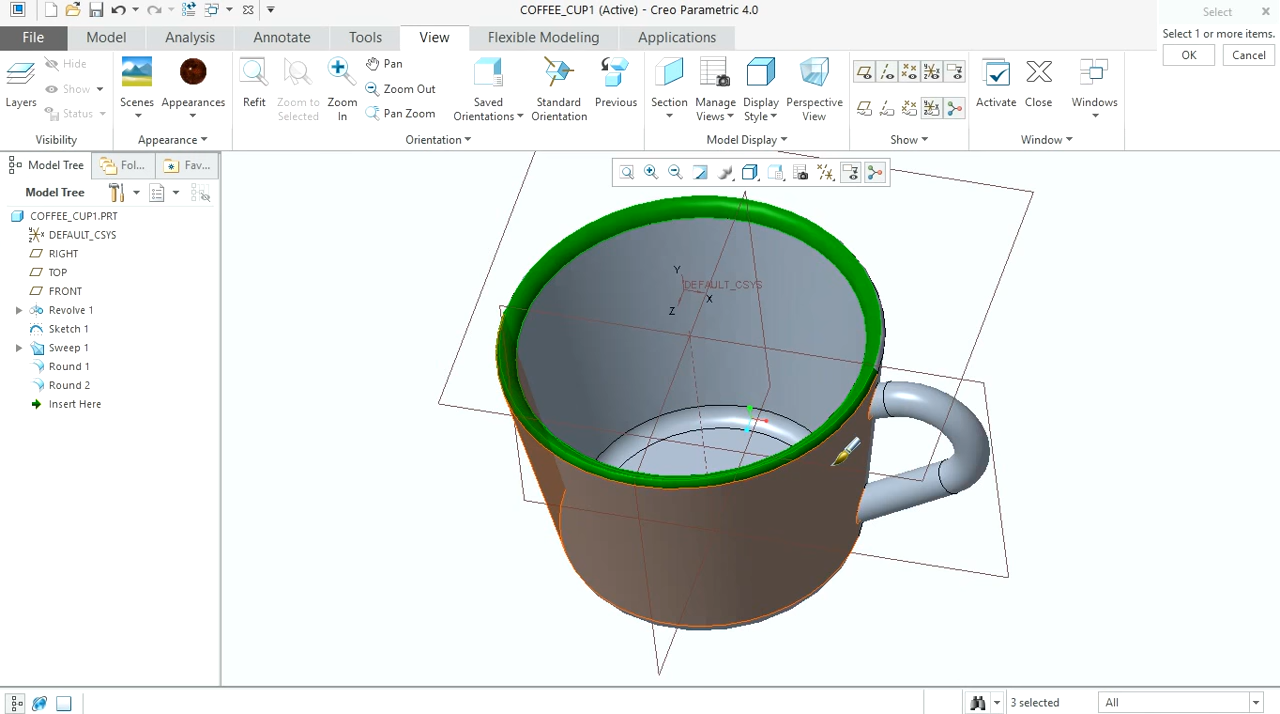 COFFEE_CUP1 (Active) - Creo Parametric 4.0
Select
Select 1 or more items.
OK
Cancel
File
Model
Analysis
Annotate
Tools
View
Flexible Modeling
Applications
Hide
Show
Status
Layers
Visibility
Scenes
Appearances
Appearance
Refit
Zoom to
Selected
Zoom
In
Pan
Zoom Out
Pan Zoom
Saved
Orientations
Standard
Orientation
Previous
Orientation
Section
Manage
Views
Display
Style
Perspective
View
Model Display
Show
Activate
Close
Windows
Window
Model Tree
Fol...
Fav...
Model Tree
COFFEE_CUP1.PRT
DEFAULT_CSYS
RIGHT
TOP
FRONT
Revolve 1
Sketch 1
Sweep 1
Round 1
Round 2
Insert Here
Y
DEFAULT_CSYS
X
Z
3 selected
All